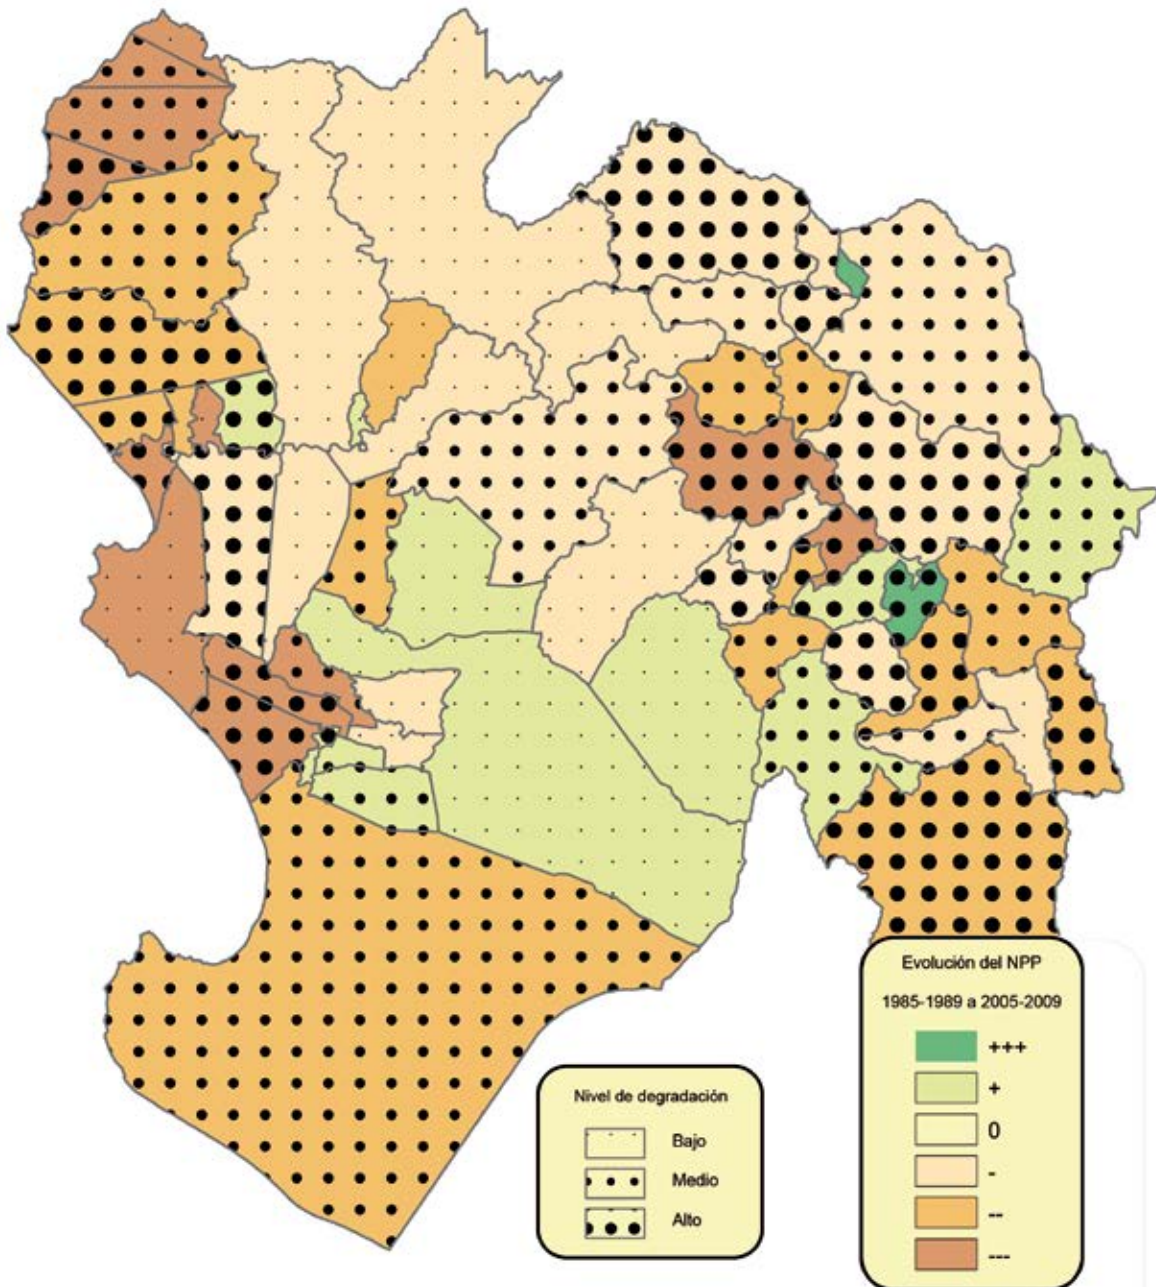 Evolución del NPP
1985-1989 a 2005-2009
+++
+
0
-
--
---
Nivel de degradación
Bajo
Medio
Alto